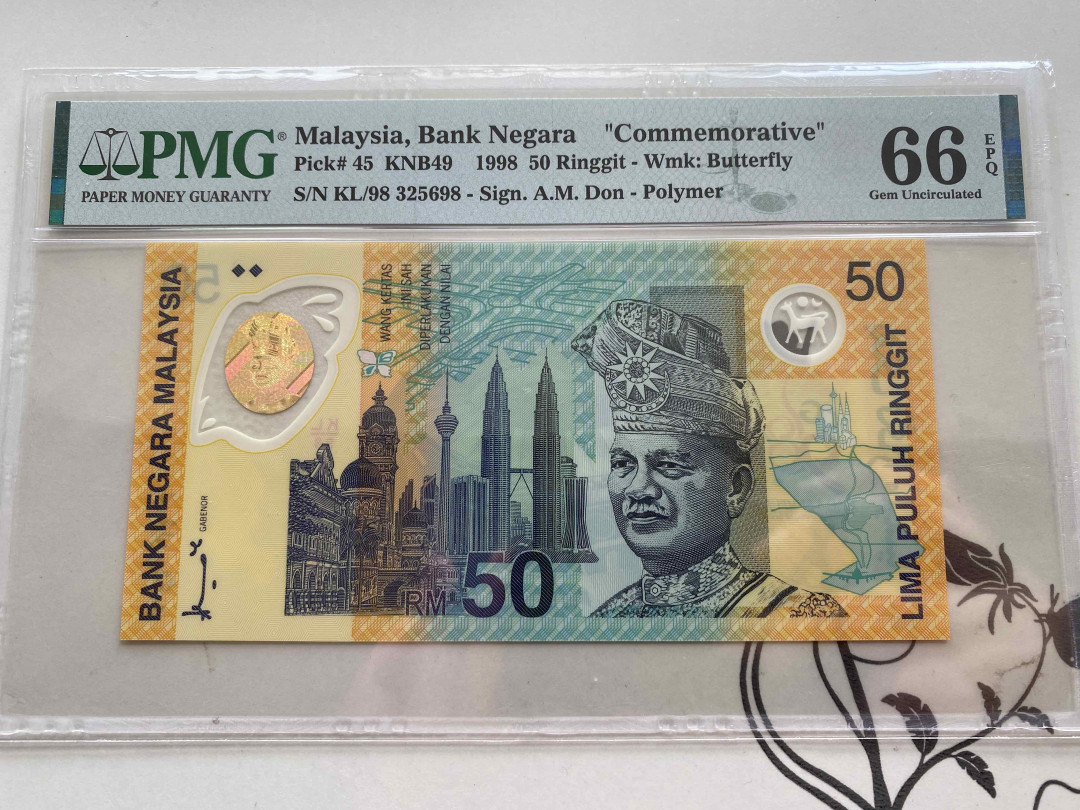 PMG®
PAPER MONEY GUARANTY
Malaysia, Bank Negara "Commemorative"
Pick# 45 KNB49 1998 50 Ringgit - Wmk: Butterfly
S/N KL/98 325698 - Sign. A.M. Don - Polymer
66
EPQ
Gem Uncirculated
BANK NEGARA MALAYSIA
GABENOR
WANG KERTAS
INI SAH
DIPERLAKUKAN
DENGAN NILAI
50
LIMA PULUH RINGGIT
RM 50